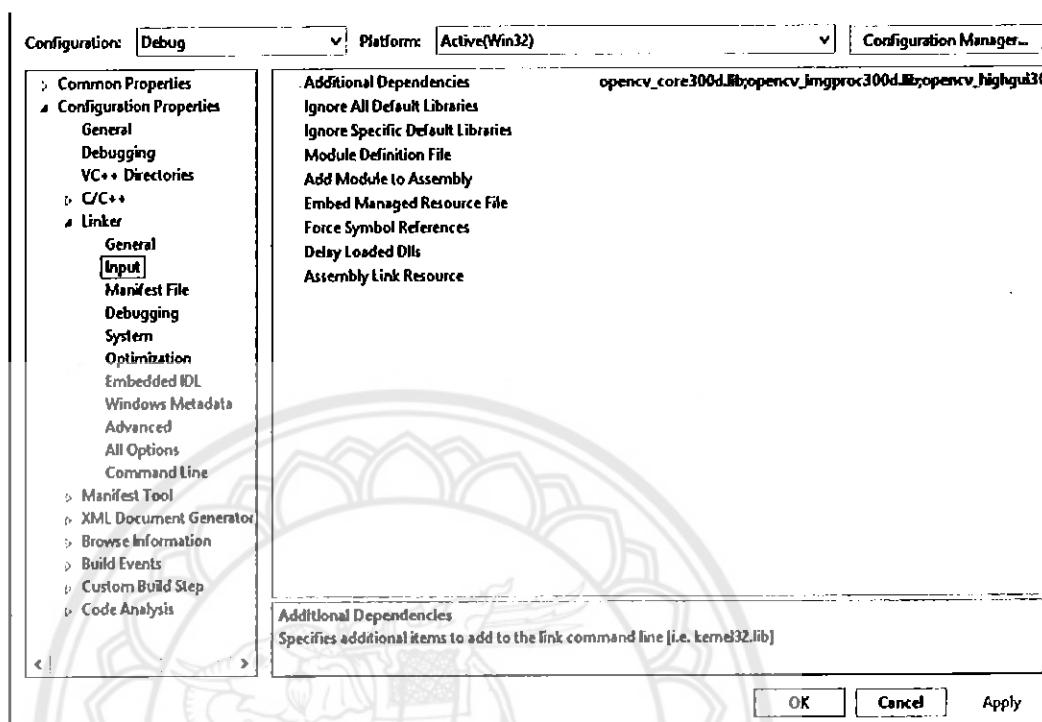 Configuration: Debug Platform: Active(Win32) Configuration Manager...
Common Properties
Configuration Properties
General
Debugging
VC++ Directories
C/C++
Linker
General
Input
Manifest File
Debugging
System
Optimization
Embedded IDL
Windows Metadata
Advanced
All Options
Command Line
Manifest Tool
XML Document Generator
Browse Information
Build Events
Custom Build Step
Code Analysis
Additional Dependencies opencv_core300d.lib;opencv_imgproc300d.lib;opencv_highgui30
Ignore All Default Libraries
Ignore Specific Default Libraries
Module Definition File
Add Module to Assembly
Embed Managed Resource File
Force Symbol References
Delay Loaded Dlls
Assembly Link Resource
Additional Dependencies
Specifies additional items to add to the link command line [i.e. kernel32.lib]
OK Cancel Apply